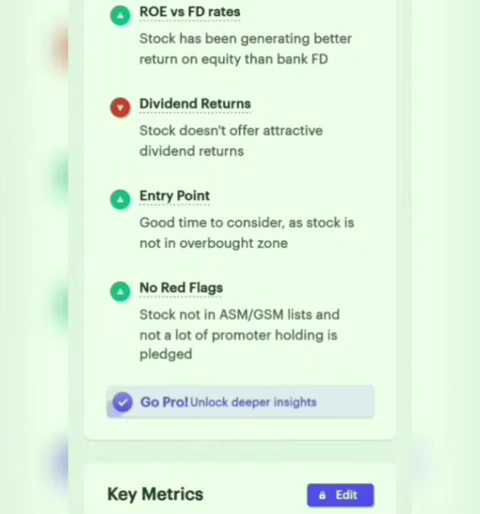 ROE vs FD rates
Stock has been generating better
return on equity than bank FD
Dividend Returns
Stock doesn't offer attractive
dividend returns
Entry Point
Good time to consider, as stock is
not in overbought zone
No Red Flags
Stock not in ASM/GSM lists and
not a lot of promoter holding is
pledged
Go Pro! Unlock deeper insights
Key Metrics
Edit